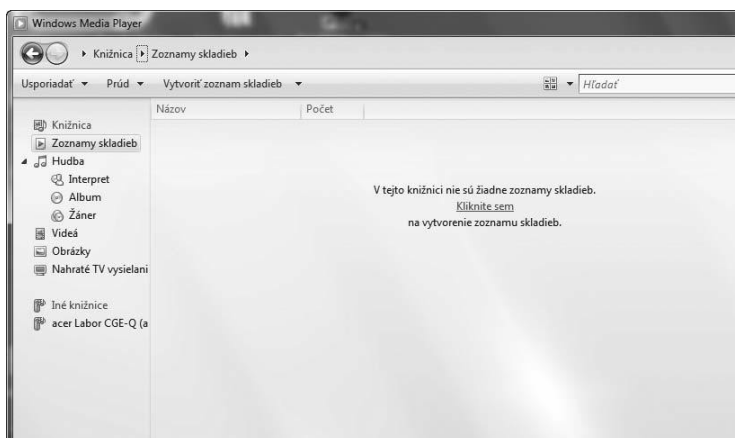 Windows Media Player
Knižnica Zoznamy skladieb
Usporiadať Prúd Vytvoriť zoznam skladieb Hľadať
Názov Počet
Knižnica
Zoznamy skladieb
Hudba
Interpret
Album
Žáner
Videá
Obrázky
Nahraté TV vysielani
Iné knižnice
acer Labor CGE-Q (a
V tejto knižnici nie sú žiadne zoznamy skladieb.
Kliknite sem
na vytvorenie zoznamu skladieb.